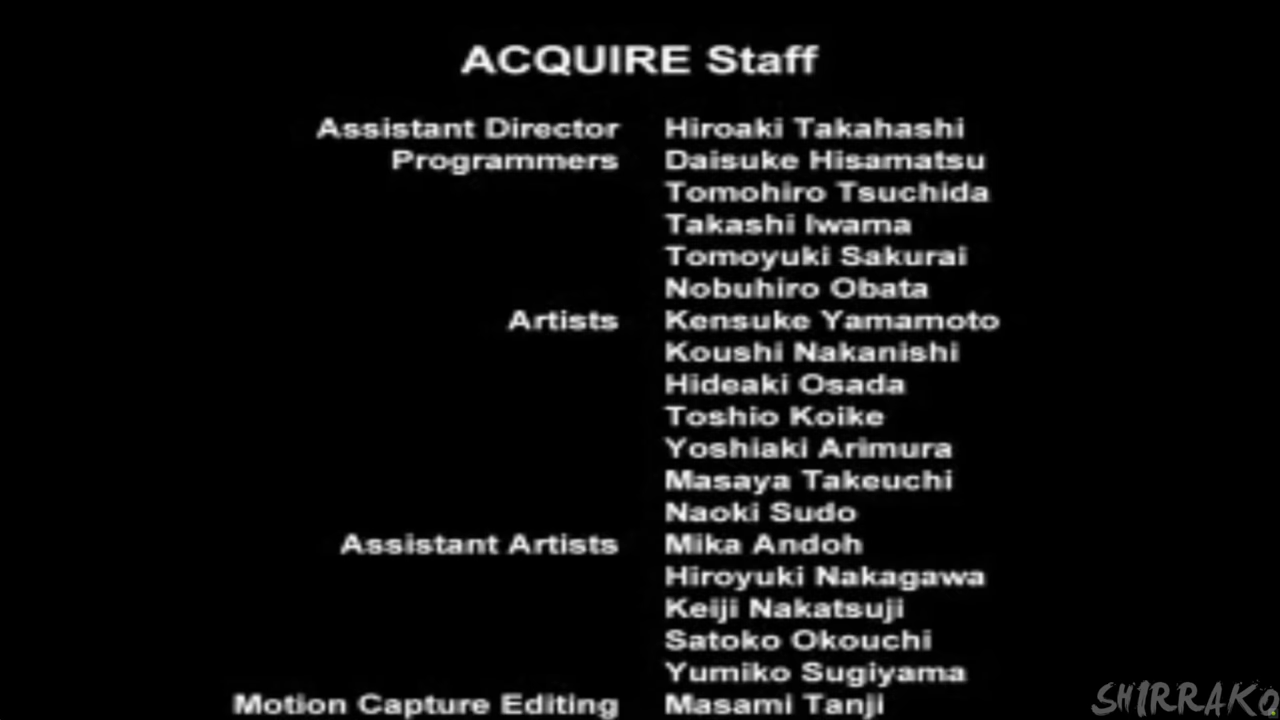 ACQUIRE Staff
Assistant Director Hiroaki Takahashi
Programmers Daisuke Hisamatsu
Tomohiro Tsuchida
Takashi Iwama
Tomoyuki Sakurai
Nobuhiro Obata
Artists Kensuke Yamamoto
Koushi Nakanishi
Hideaki Osada
Toshio Koike
Yoshiaki Arimura
Masaya Takeuchi
Naoki Sudo
Assistant Artists Mika Andoh
Hiroyuki Nakagawa
Keiji Nakatsuji
Satoko Okouchi
Yumiko Sugiyama
Motion Capture Editing Masami Tanji
SHIRRAKO